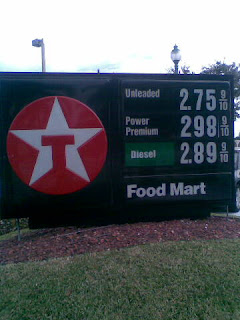 Unleaded 2.75 9/10
Power Premium 2.98 9/10
Diesel 2.89 9/10
T
Food Mart